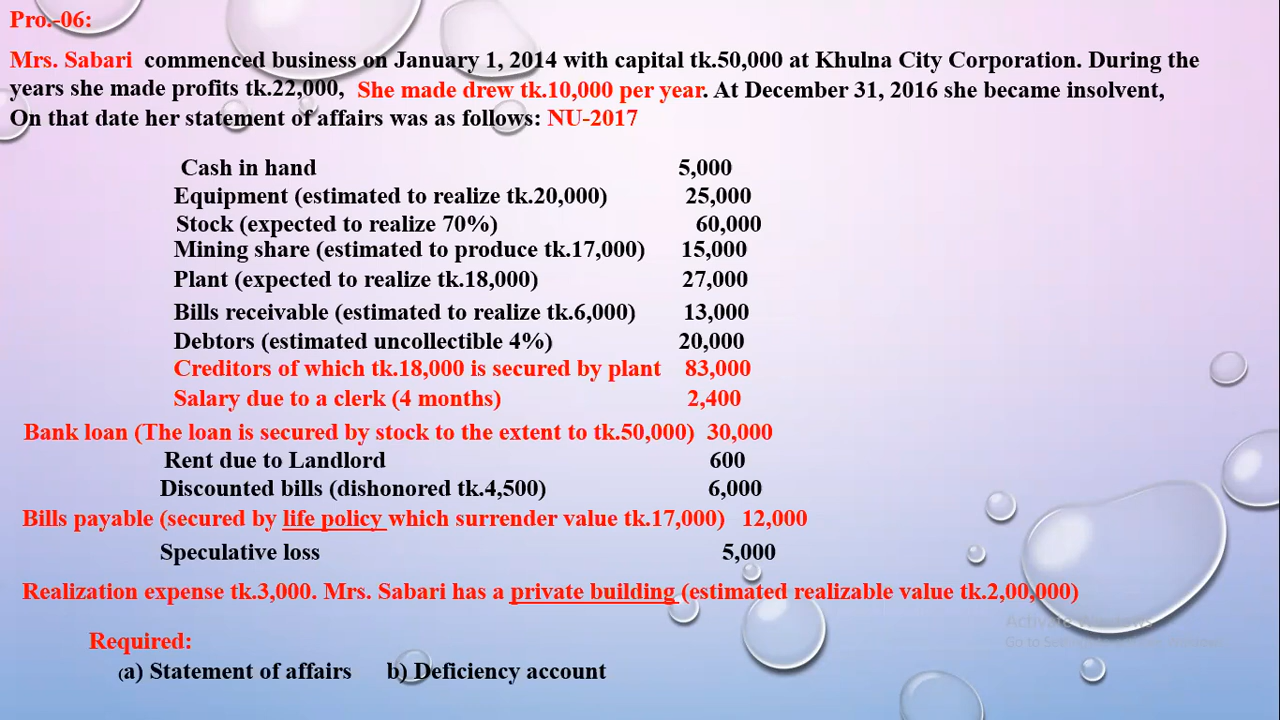 Pro.-06:
Mrs. Sabari commenced business on January 1, 2014 with capital tk.50,000 at Khulna City Corporation. During the
years she made profits tk.22,000, She made drew tk.10,000 per year. At December 31, 2016 she became insolvent,
On that date her statement of affairs was as follows: NU-2017
Cash in hand 5,000
Equipment (estimated to realize tk.20,000) 25,000
Stock (expected to realize 70%) 60,000
Mining share (estimated to produce tk.17,000) 15,000
Plant (expected to realize tk.18,000) 27,000
Bills receivable (estimated to realize tk.6,000) 13,000
Debtors (estimated uncollectible 4%) 20,000
Creditors of which tk.18,000 is secured by plant 83,000
Salary due to a clerk (4 months) 2,400
Bank loan (The loan is secured by stock to the extent to tk.50,000) 30,000
Rent due to Landlord 600
Discounted bills (dishonored tk.4,500) 6,000
Bills payable (secured by life policy which surrender value tk.17,000) 12,000
Speculative loss 5,000
Realization expense tk.3,000. Mrs. Sabari has a private building (estimated realizable value tk.2,00,000)
Activate Windows
Required:
(a) Statement of affairs b) Deficiency account